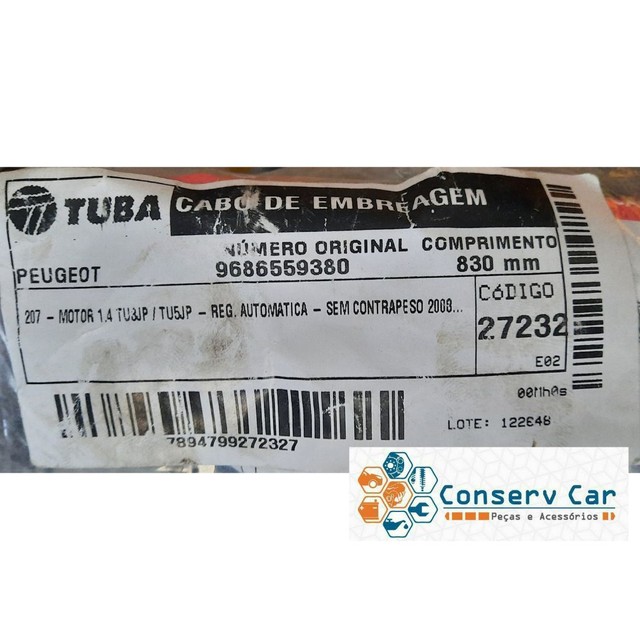 TUBA CABO DE EMBREAGEM
NÚMERO ORIGINAL COMPRIMENTO
PEUGEOT 9686559380 830 mm
207 - MOTOR 1.4 TU3JP / TU5JP - REG. AUTOMATICA - SEM CONTRAPESO 2008...
CóDIGO
27232
E02
LOTE: 122648
7894799272327
Conserv Car
Peças e Acessórios